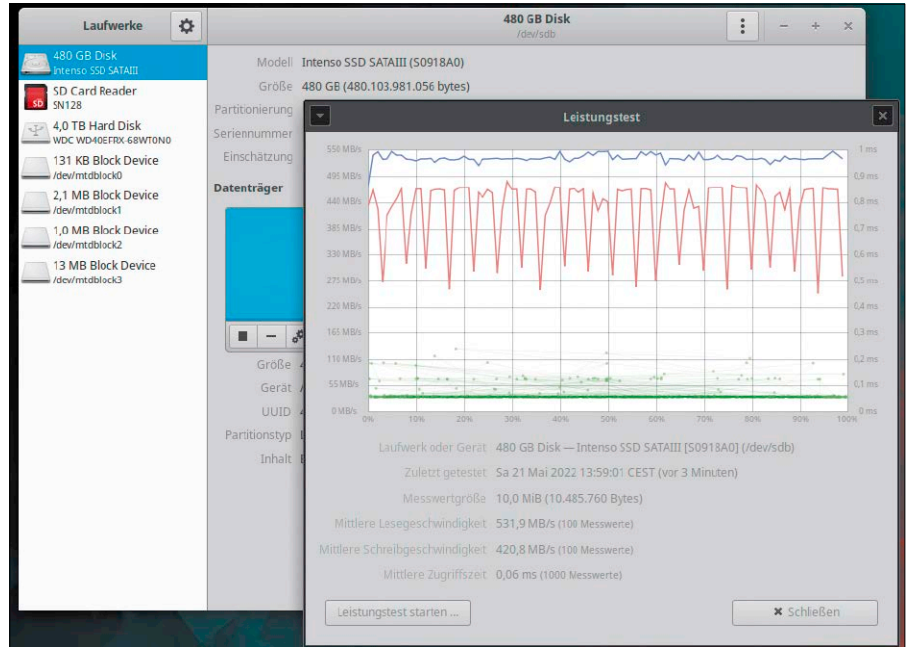 Laufwerke
480 GB Disk
/dev/sdb
480 GB Disk
Intenso SSD SATAIII
SD Card Reader
SN128
4,0 TB Hard Disk
WDC WD40EFRX-68WT0N0
131 KB Block Device
/dev/mtdblock0
2,1 MB Block Device
/dev/mtdblock1
1,0 MB Block Device
/dev/mtdblock2
13 MB Block Device
/dev/mtdblock3
Modell Intenso SSD SATAIII (S0918A0)
Größe 480 GB (480.103.981.056 bytes)
Partitionierung
Seriennummer
Einschätzung
Datenträger
Größe
Gerät
UUID
Partitionstyp
Inhalt
Leistungstest
550 MB/s 1 ms
495 MB/s 0,9 ms
440 MB/s 0,8 ms
385 MB/s 0,7 ms
330 MB/s 0,6 ms
275 MB/s 0,5 ms
220 MB/s 0,4 ms
165 MB/s 0,3 ms
110 MB/s 0,2 ms
55 MB/s 0,1 ms
0 MB/s 0 ms
0% 10% 20% 30% 40% 50% 60% 70% 80% 90% 100%
Laufwerk oder Gerät 480 GB Disk — Intenso SSD SATAIII [S0918A0] (/dev/sdb)
Zuletzt getestet Sa 21 Mai 2022 13:59:01 CEST (vor 3 Minuten)
Messwertgröße 10,0 MiB (10.485.760 Bytes)
Mittlere Lesegeschwindigkeit 531,9 MB/s (100 Messwerte)
Mittlere Schreibgeschwindigkeit 420,8 MB/s (100 Messwerte)
Mittlere Zugriffszeit 0,06 ms (1000 Messwerte)
Leistungstest starten ...
Schließen